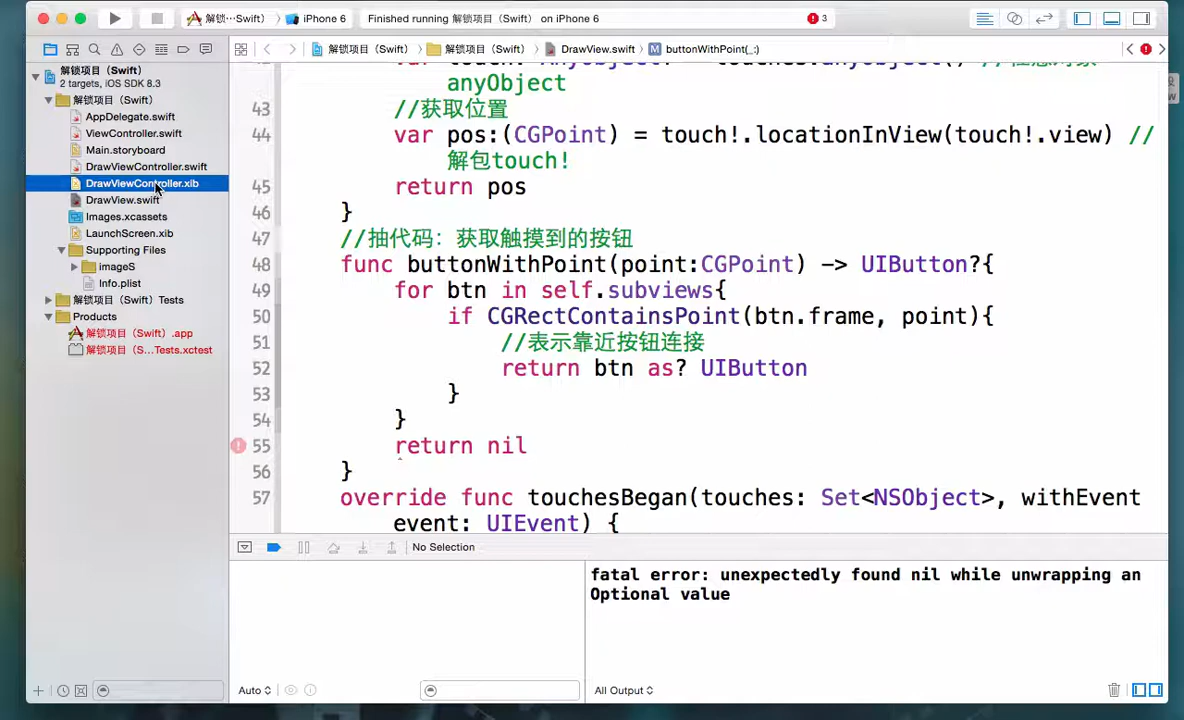 解锁…Swift）
iPhone 6
Finished running 解锁项目（Swift）on iPhone 6
3
解锁项目（Swift）
解锁项目（Swift）
DrawView.swift
M
buttonWithPoint(_:)
解锁项目（Swift）
2 targets, iOS SDK 8.3
解锁项目（Swift）
AppDelegate.swift
ViewController.swift
Main.storyboard
DrawViewController.swift
DrawViewController.xib
DrawView.swift
Images.xcassets
LaunchScreen.xib
Supporting Files
imageS
Info.plist
解锁项目（Swift）Tests
Products
解锁项目（Swift）.app
解锁项目（S…Tests.xctest
anyObject
43 //获取位置
44 var pos:(CGPoint) = touch!.locationInView(touch!.view) //
解包touch!
45 return pos
46 }
47 //抽代码：获取触摸到的按钮
48 func buttonWithPoint(point:CGPoint) -> UIButton?{
49 for btn in self.subviews{
50 if CGRectContainsPoint(btn.frame, point){
51 //表示靠近按钮连接
52 return btn as? UIButton
53 }
54 }
55 return nil
56 }
57 override func touchesBegan(touches: Set<NSObject>, withEvent
event: UIEvent) {
No Selection
fatal error: unexpectedly found nil while unwrapping an
Optional value
Auto
All Output